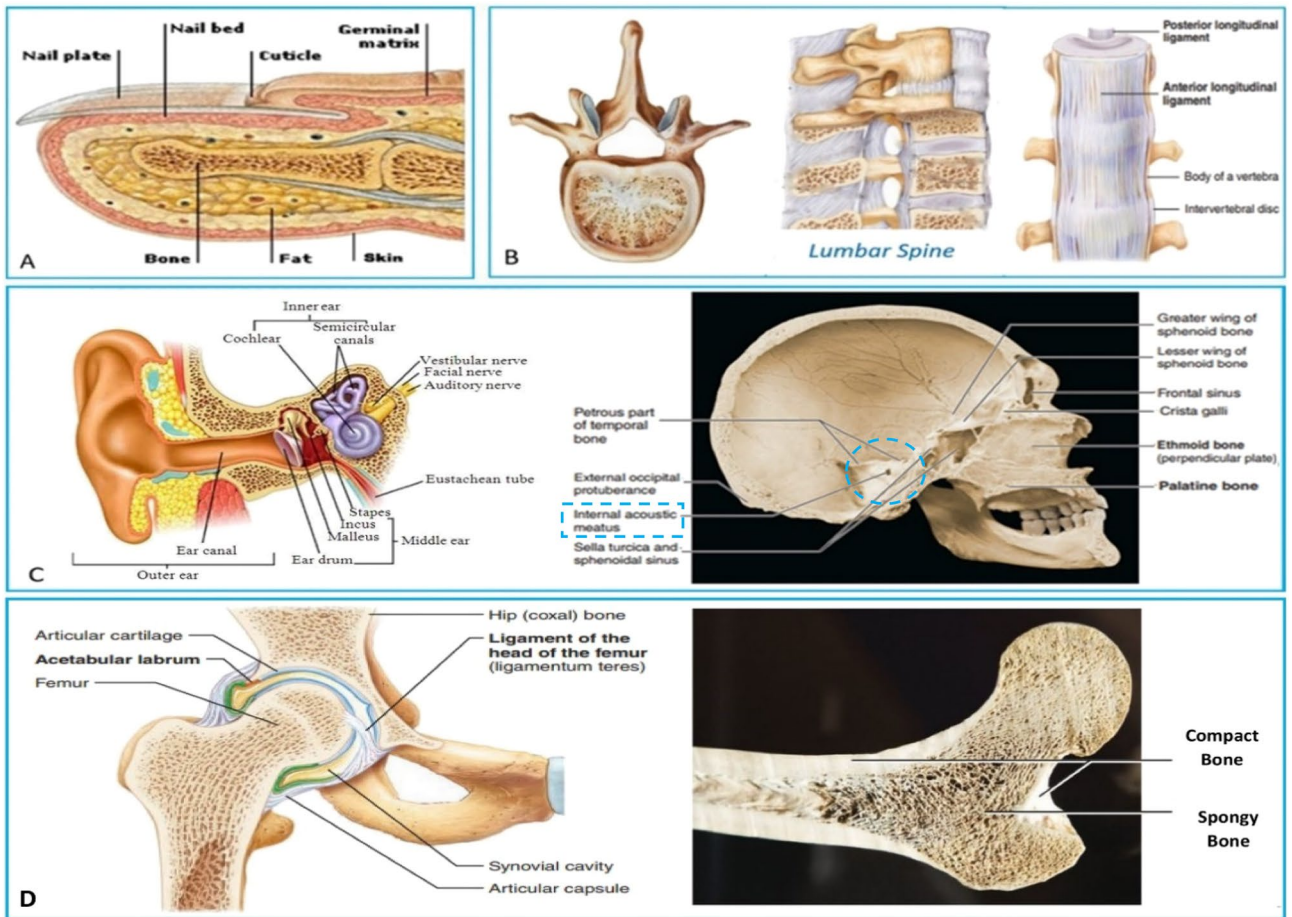 Nail bed
Germinal
matrix
Nail plate
Cuticle
Bone
Fat
Skin
A
Posterior longitudinal
ligament
Anterior longitudinal
ligament
Body of a vertebra
Intervertebral disc
Lumbar Spine
B
Inner ear
Semicircular
canals
Cochlear
Vestibular nerve
Facial nerve
Auditory nerve
Eustachean tube
Stapes
Incus
Malleus
Middle ear
Ear canal
Ear drum
Outer ear
C
Greater wing of
sphenoid bone
Lesser wing of
sphenoid bone
Frontal sinus
Crista galli
Ethmoid bone
(perpendicular plate)
Palatine bone
Petrous part
of temporal
bone
External occipital
protuberance
Internal acoustic
meatus
Sella turcica and
sphenoidal sinus
Hip (coxal) bone
Articular cartilage
Acetabular labrum
Femur
Ligament of the
head of the femur
(ligamentum teres)
Synovial cavity
Articular capsule
D
Compact
Bone
Spongy
Bone